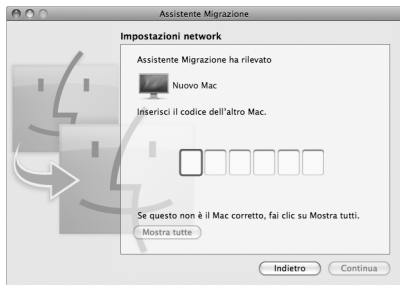 Assistente Migrazione
Impostazioni network
Assistente Migrazione ha rilevato
Nuovo Mac
Inserisci il codice dell'altro Mac.
Se questo non è il Mac corretto, fai clic su Mostra tutti.
Mostra tutte
Indietro Continua